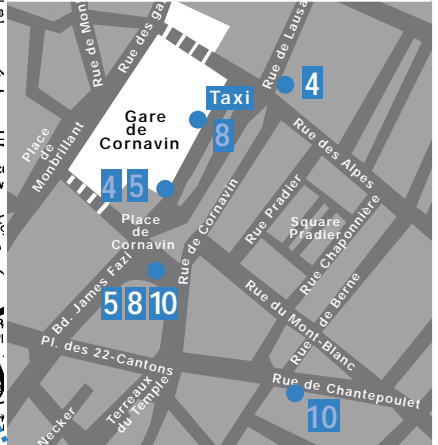 Rue de Mon
Rue des ga
Rue de Lausa
4
Taxi
8
Gare
de
Cornavin
Place
de
Monbrillant
Rue des Alpes
4 5
Place
de
Cornavin
Rue de Cornavin
Rue Pradier
Square
Pradier
Rue Chaponnière
5 8 10
Bd. James Fazi
Rue du Mont-Blanc
Rue de Berne
Pl. des 22-Cantons
Rue de Chantepoulet
10
Terreaux
du Temple
Necker